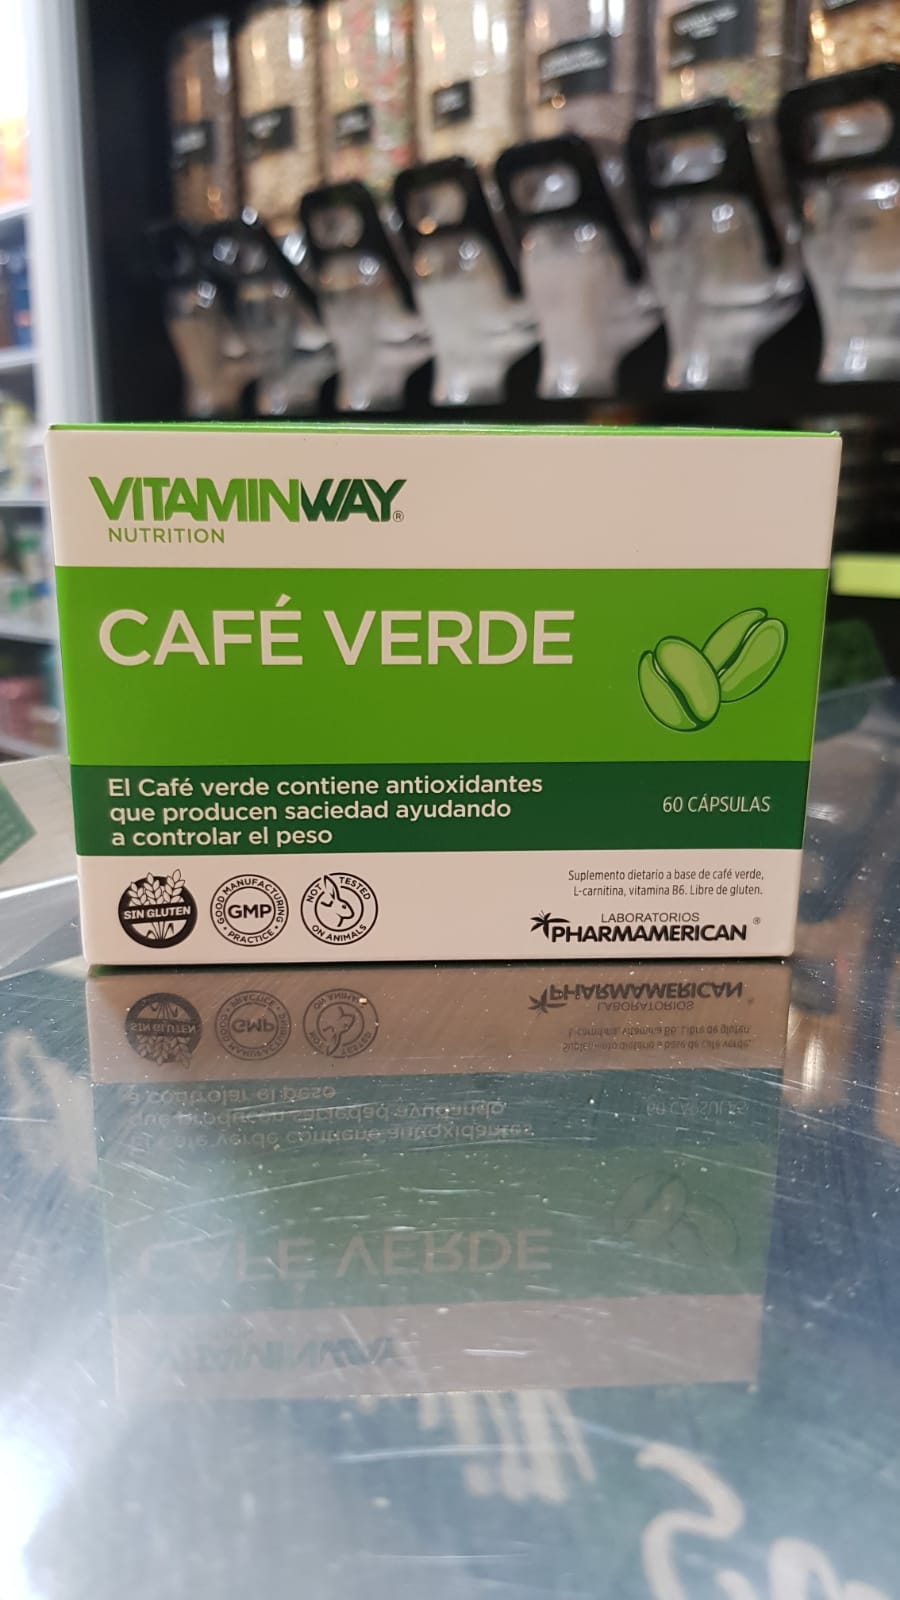 VITAMINWAY®
NUTRITION
CAFÉ VERDE
El Café verde contiene antioxidantes
que producen saciedad ayudando
a controlar el peso
60 CÁPSULAS
SIN GLUTEN
GOOD MANUFACTURING
GMP
• PRACTICE •
NOT TESTED
ON ANIMALS
Suplemento dietario a base de café verde,
L-carnitina, vitamina B6. Libre de gluten.
LABORATORIOS
PHARMAMERICAN®